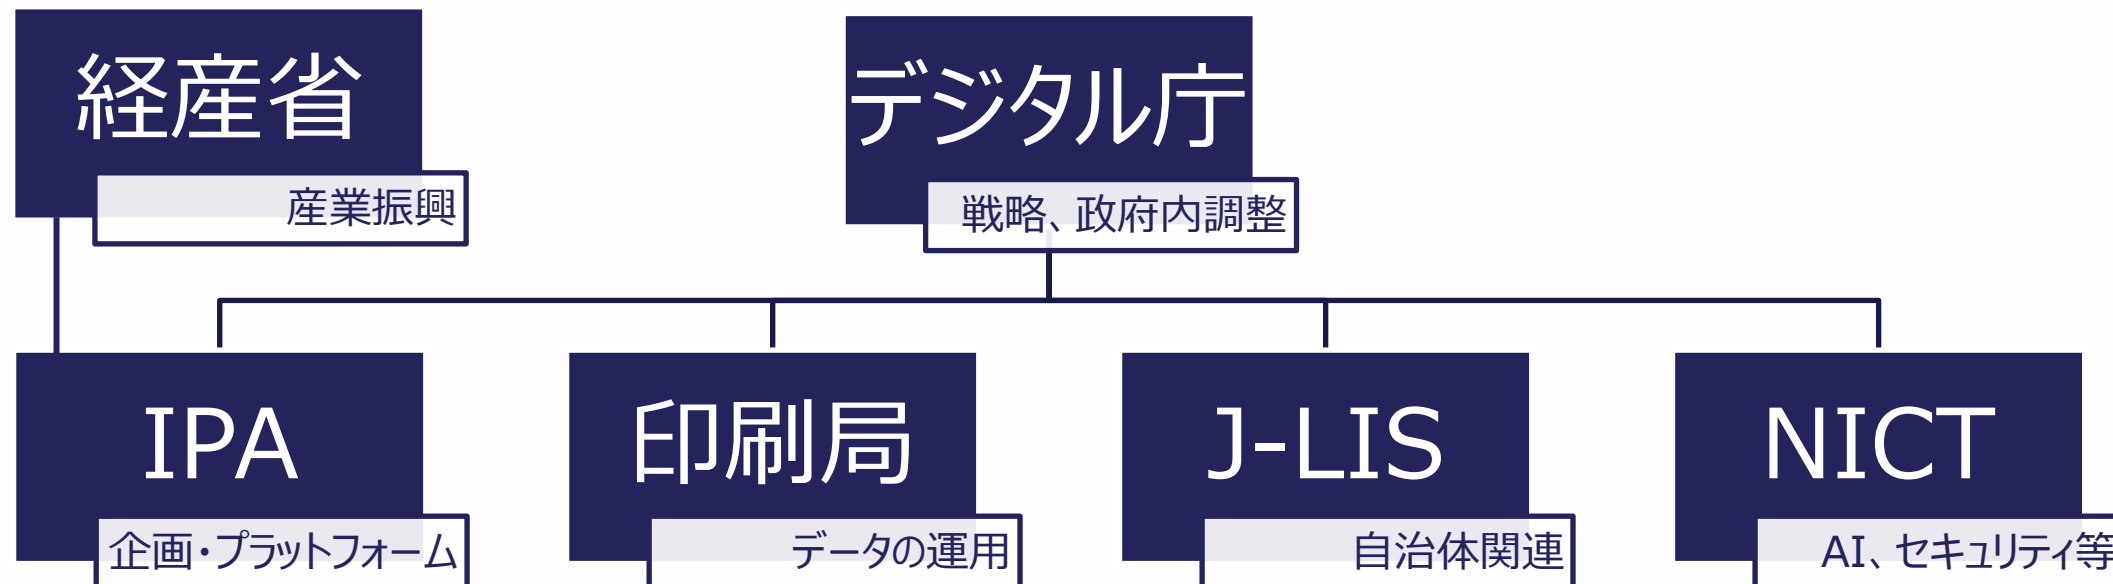 経産省
産業振興
デジタル庁
戦略、政府内調整
IPA
企画・プラットフォーム
印刷局
データの運用
J-LIS
自治体関連
NICT
AI、セキュリティ等